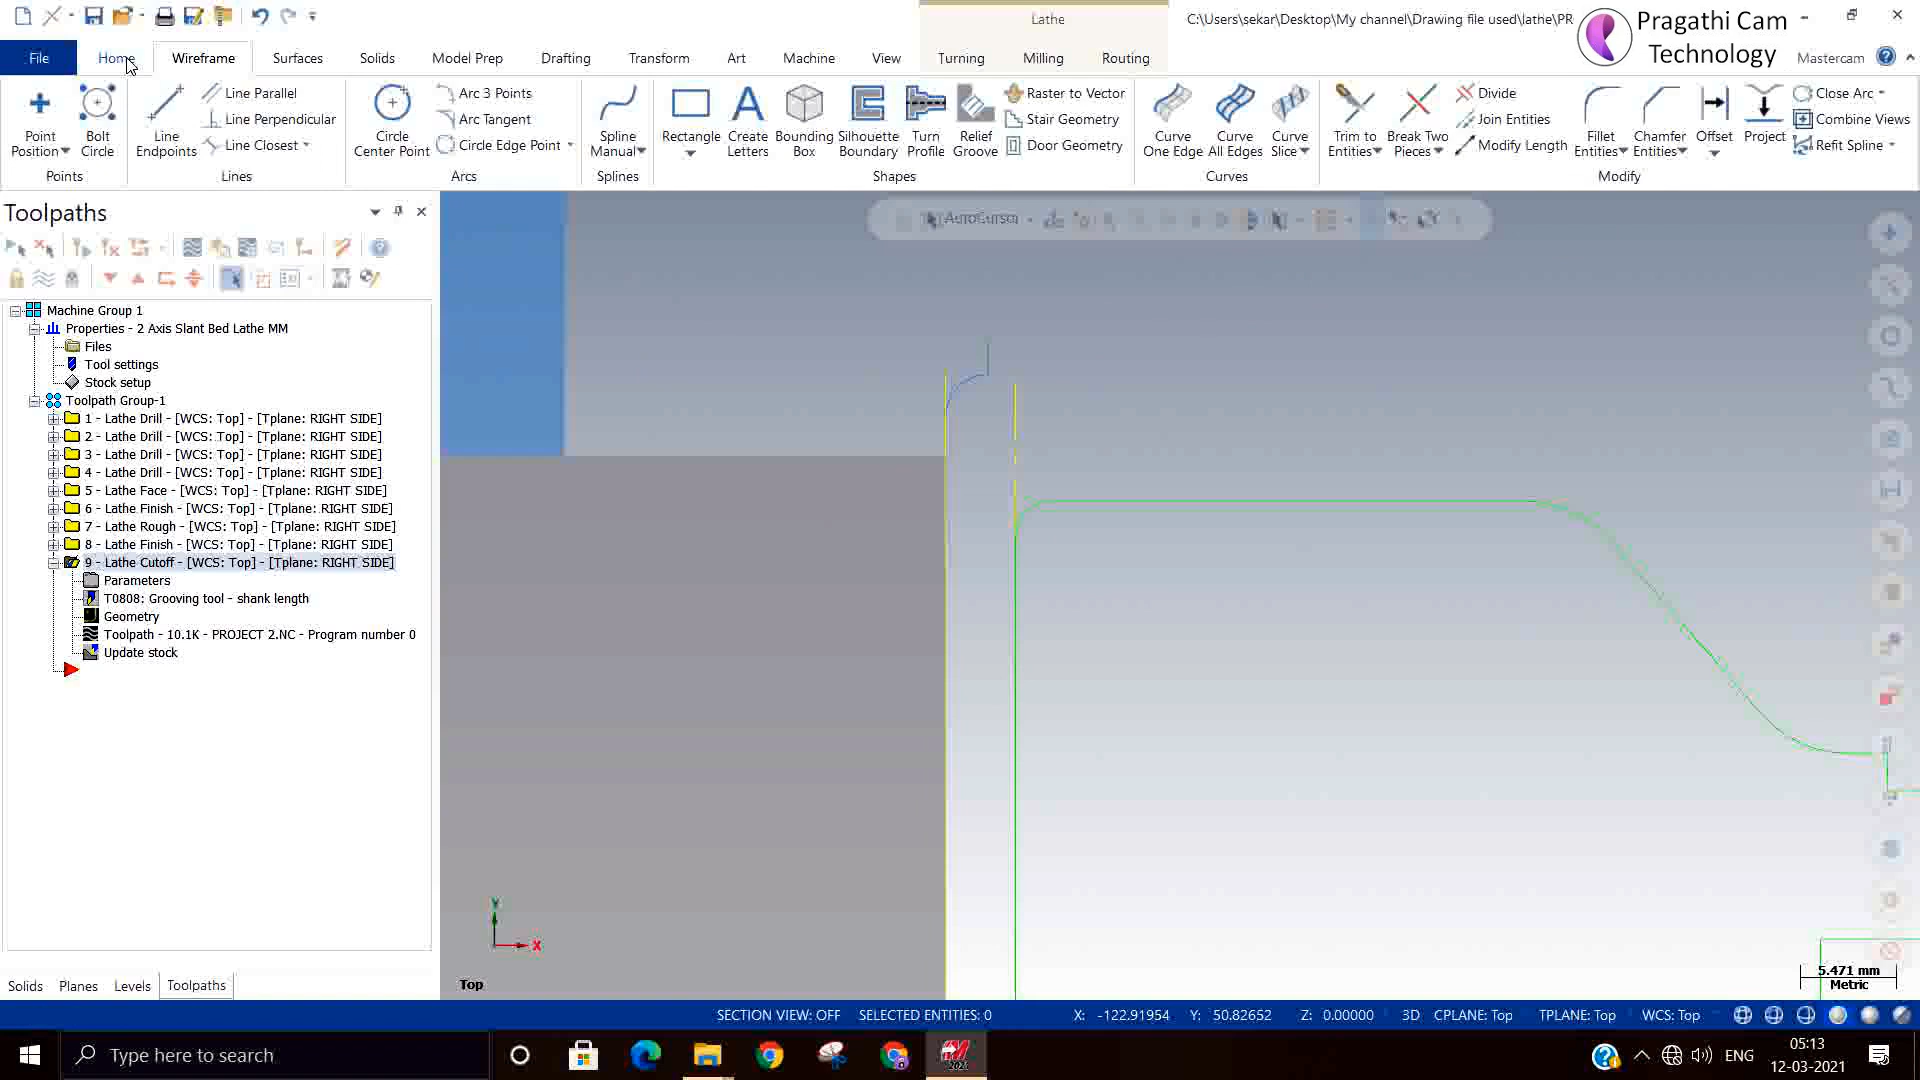 Lathe
C:\Users\sekar\Desktop\My channel\Drawing file used\lathe\PR
Pragathi Cam
Technology
Mastercam
File
Home
Wireframe
Surfaces
Solids
Model Prep
Drafting
Transform
Art
Machine
View
Turning
Milling
Routing
Point
Position
Bolt
Circle
Points
Line
Endpoints
Line Parallel
Line Perpendicular
Line Closest
Lines
Circle
Center Point
Arc 3 Points
Arc Tangent
Circle Edge Point
Arcs
Spline
Manual
Splines
Rectangle
Create
Letters
Bounding
Box
Silhouette
Boundary
Turn
Profile
Relief
Groove
Raster to Vector
Stair Geometry
Door Geometry
Shapes
Curve
One Edge
Curve
All Edges
Curve
Slice
Curves
Trim to
Entities
Break Two
Pieces
Divide
Join Entities
Modify Length
Fillet
Entities
Chamfer
Entities
Offset
Project
Close Arc
Combine Views
Refit Spline
Modify
Toolpaths
AutoCursor
Machine Group 1
Properties - 2 Axis Slant Bed Lathe MM
Files
Tool settings
Stock setup
Toolpath Group-1
1 - Lathe Drill - [WCS: Top] - [Tplane: RIGHT SIDE]
2 - Lathe Drill - [WCS: Top] - [Tplane: RIGHT SIDE]
3 - Lathe Drill - [WCS: Top] - [Tplane: RIGHT SIDE]
4 - Lathe Drill - [WCS: Top] - [Tplane: RIGHT SIDE]
5 - Lathe Face - [WCS: Top] - [Tplane: RIGHT SIDE]
6 - Lathe Finish - [WCS: Top] - [Tplane: RIGHT SIDE]
7 - Lathe Rough - [WCS: Top] - [Tplane: RIGHT SIDE]
8 - Lathe Finish - [WCS: Top] - [Tplane: RIGHT SIDE]
9 - Lathe Cutoff - [WCS: Top] - [Tplane: RIGHT SIDE]
Parameters
T0808: Grooving tool - shank length
Geometry
Toolpath - 10.1K - PROJECT 2.NC - Program number 0
Update stock
Y
X
Top
5.471 mm
Metric
Solids
Planes
Levels
Toolpaths
SECTION VIEW: OFF
SELECTED ENTITIES: 0
X: -122.91954
Y: 50.82652
Z: 0.00000
3D
CPLANE: Top
TPLANE: Top
WCS: Top
Type here to search
2021
ENG
05:13
12-03-2021